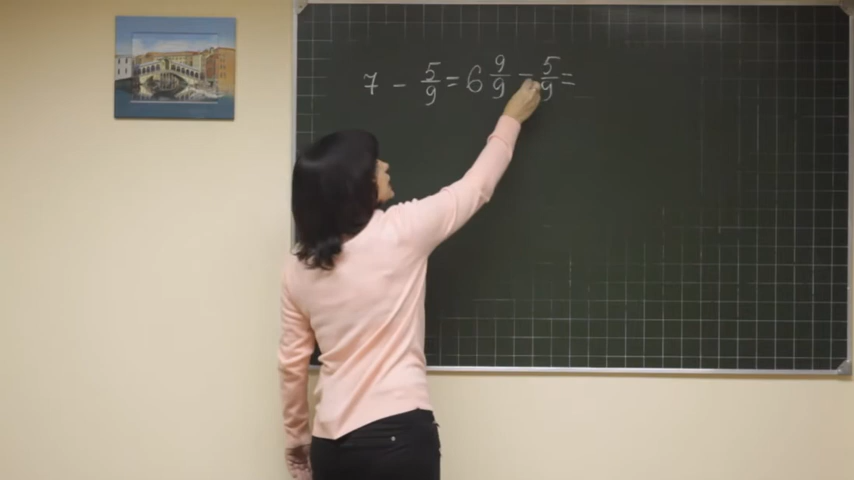 7 - 5/9 = 6 9/9 - 5/9 =